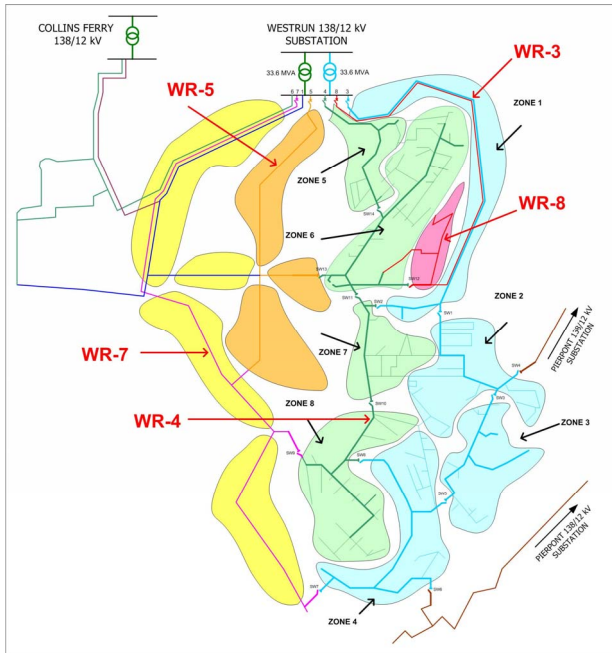 COLLINS FERRY
138/12 kV
WESTRUN 138/12 kV
SUBSTATION
33.6 MVA
33.6 MVA
6 7 1 5 4 8 3
WR-3
WR-5
ZONE 1
ZONE 5
SW14
ZONE 6
WR-8
SW13
SW12
SW11
SW2
SW1
ZONE 2
PIERPONT 138/12 kV
SUBSTATION
WR-7
ZONE 7
SW4
SW3
ZONE 3
SW10
WR-4
ZONE 8
SW9
PIERPONT 138/12 kV
SUBSTATION
SW7
SW6
ZONE 4